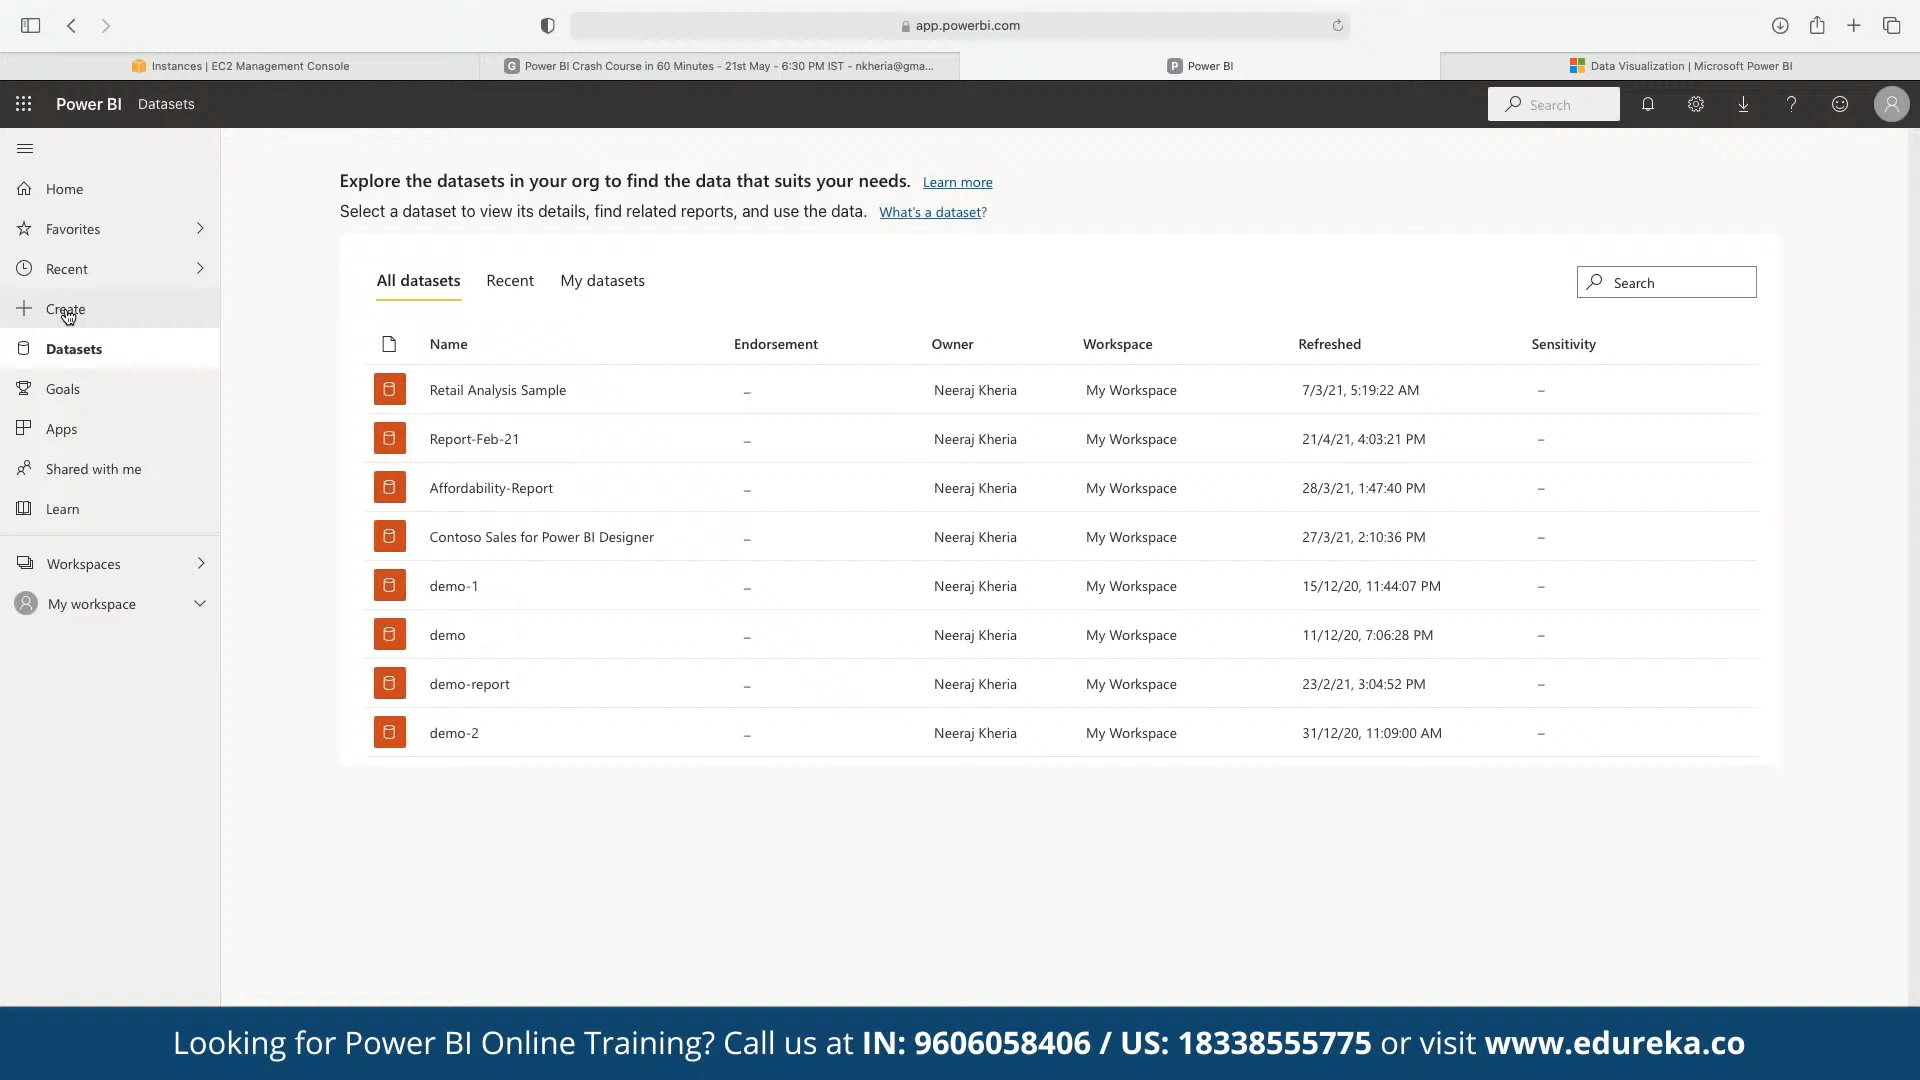 app.powerbi.com
Instances | EC2 Management Console
G Power BI Crash Course in 60 Minutes - 21st May - 6:30 PM IST - nkheria@gma...
P Power BI
Data Visualization | Microsoft Power BI
Power BI Datasets
Search
Home
Favorites
Recent
Create
Datasets
Goals
Apps
Shared with me
Learn
Workspaces
My workspace
Explore the datasets in your org to find the data that suits your needs. Learn more
Select a dataset to view its details, find related reports, and use the data. What's a dataset?
All datasets Recent My datasets
Search
Name Endorsement Owner Workspace Refreshed Sensitivity
Retail Analysis Sample – Neeraj Kheria My Workspace 7/3/21, 5:19:22 AM –
Report-Feb-21 – Neeraj Kheria My Workspace 21/4/21, 4:03:21 PM –
Affordability-Report – Neeraj Kheria My Workspace 28/3/21, 1:47:40 PM –
Contoso Sales for Power BI Designer – Neeraj Kheria My Workspace 27/3/21, 2:10:36 PM –
demo-1 – Neeraj Kheria My Workspace 15/12/20, 11:44:07 PM –
demo – Neeraj Kheria My Workspace 11/12/20, 7:06:28 PM –
demo-report – Neeraj Kheria My Workspace 23/2/21, 3:04:52 PM –
demo-2 – Neeraj Kheria My Workspace 31/12/20, 11:09:00 AM –
Looking for Power BI Online Training? Call us at IN: 9606058406 / US: 18338555775 or visit www.edureka.co